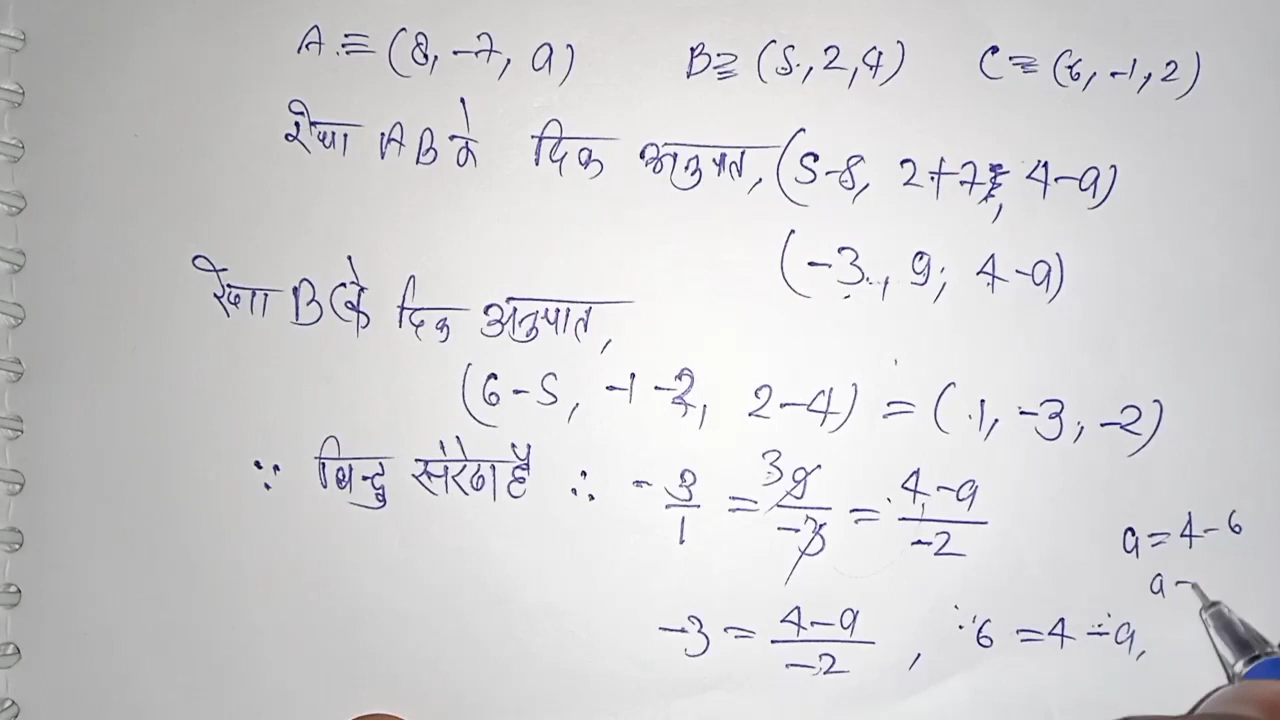 A ≡ (8, -7, a) B ≡ (5, 2, 4) C ≡ (6, -1, 2)
रेखा AB के दिक अनुपात, (5-8, 2+7, 4-a)
(-3, 9, 4-a)
रेखा BC के दिक अनुपात,
(6-5, -1-2, 2-4) = (1, -3, -2)
∵ बिन्दु संरेख है ∴ -3/1 = 9/-3 = 4-a/-2
a = 4-6
a -
-3 = 4-a/-2, 6 = 4-a,